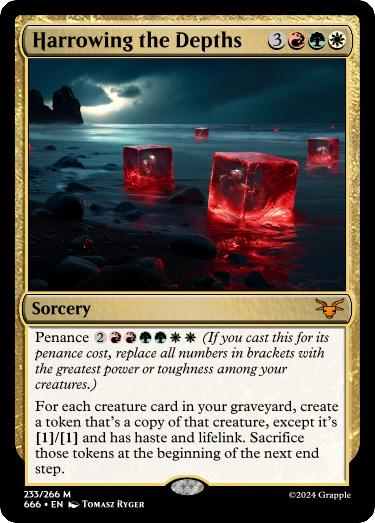 Harrowing the Depths 3
Sorcery
Penance 2 (If you cast this for its
penance cost, replace all numbers in brackets with
the greatest power or toughness among your
creatures.)
For each creature card in your graveyard, create
a token that's a copy of that creature, except it's
[1]/[1] and has haste and lifelink. Sacrifice
those tokens at the beginning of the next end
step.
233/266 M
666 • EN Tomasz Ryger ©2024 Grapple